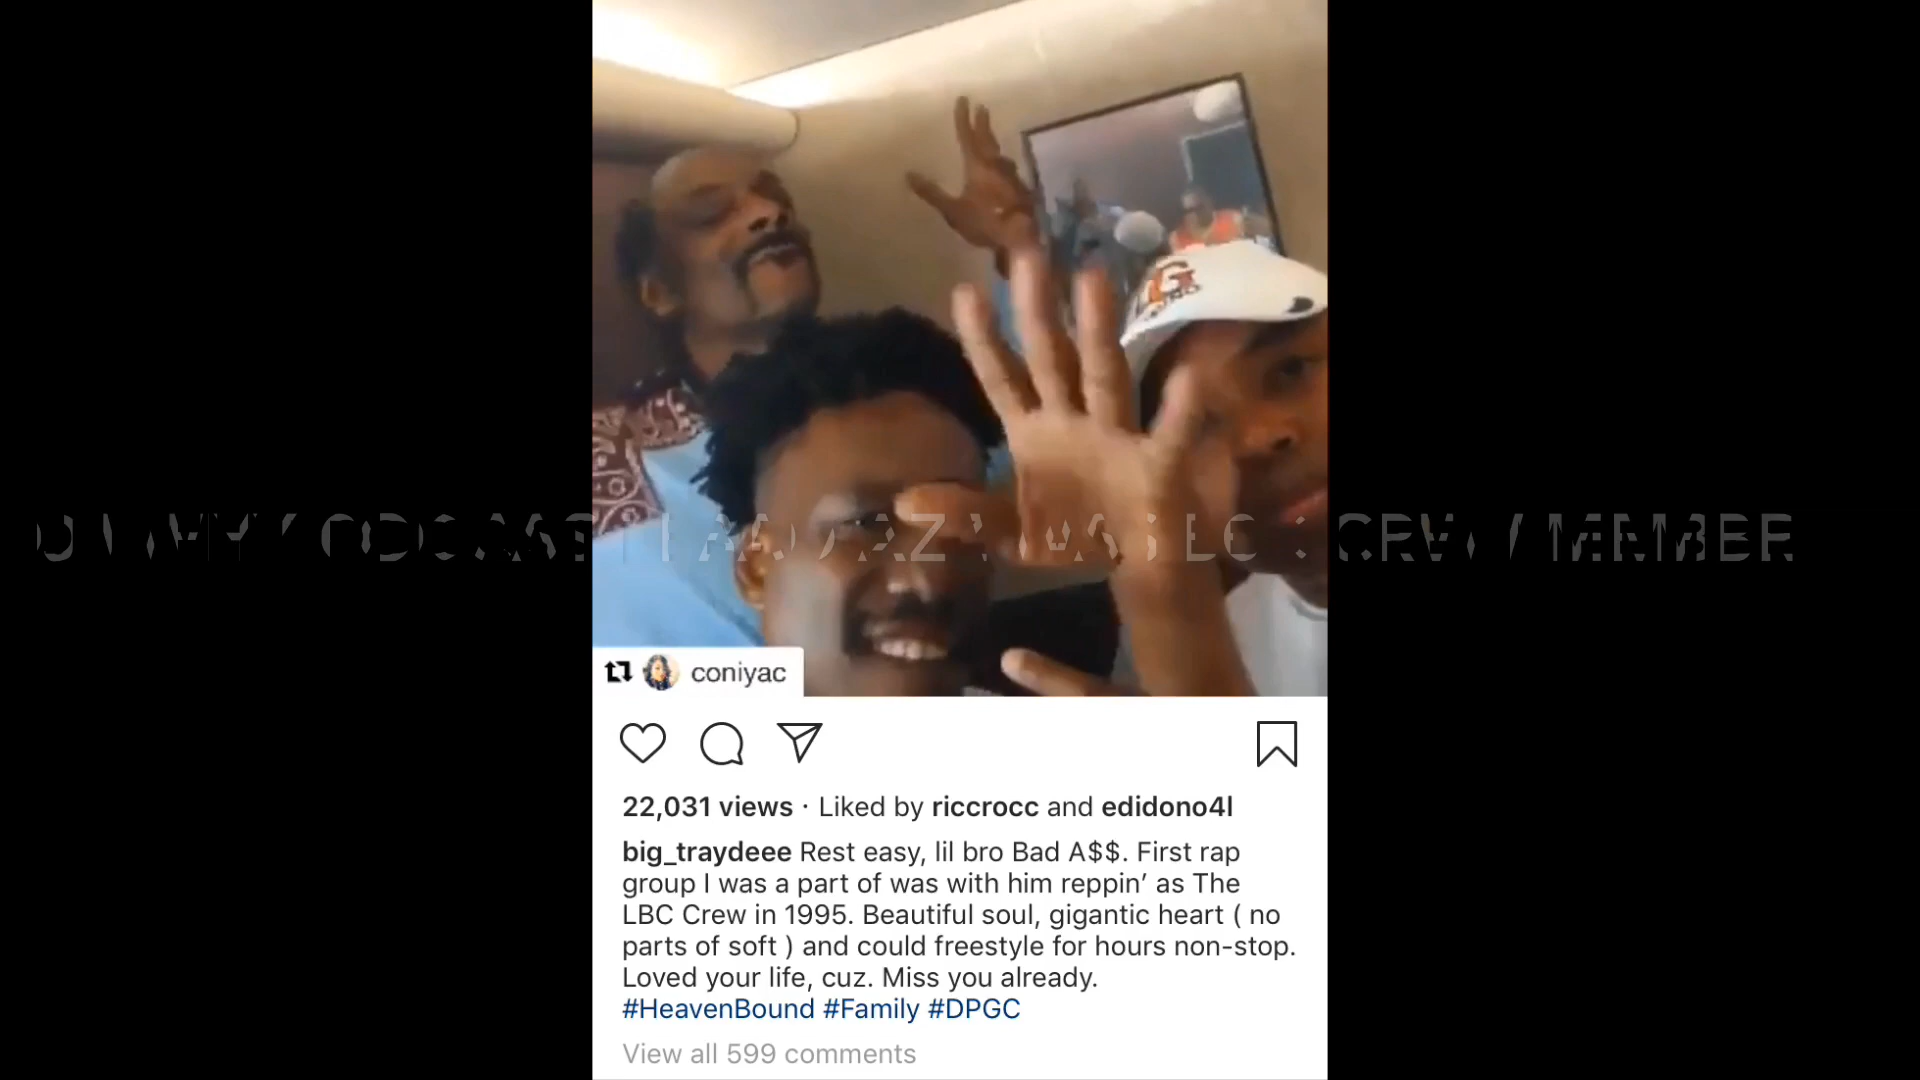 G
CREW MEMBER
coniyac
22,031 views · Liked by riccrocc and edidono4l
big_traydeee Rest easy, lil bro Bad A$$. First rap
group I was a part of was with him reppin’ as The
LBC Crew in 1995. Beautiful soul, gigantic heart ( no
parts of soft ) and could freestyle for hours non-stop.
Loved your life, cuz. Miss you already.
#HeavenBound #Family #DPGC
View all 599 comments